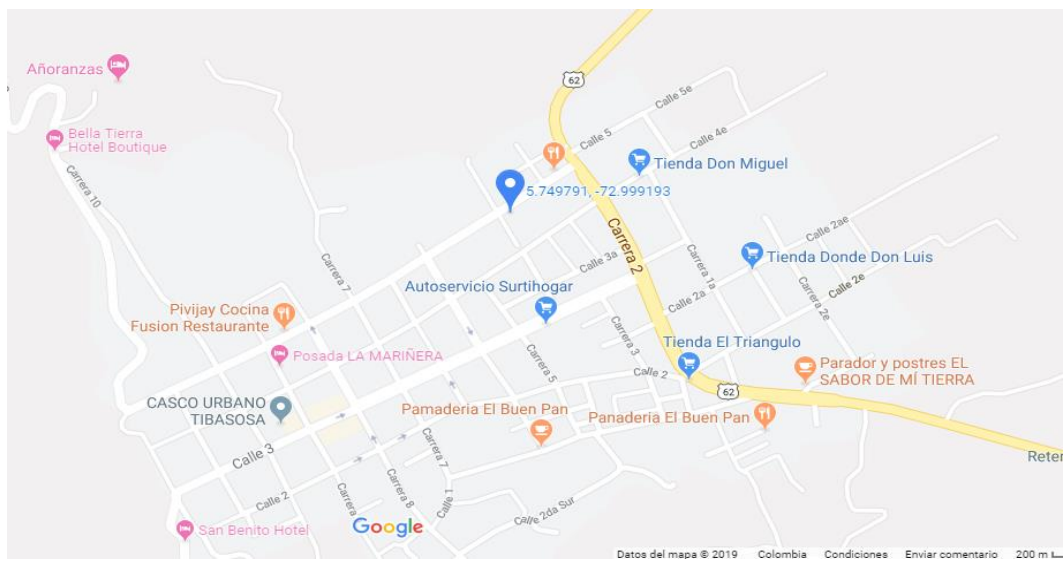 62
Calle 5e
Añoranzas
Calle 5
Calle 4e
Bella Tierra
Hotel Boutique
Tienda Don Miguel
5.749791, -72.999193
Carrera 10
Calle 2ae
Carrera 2
Calle 3a
Carrera 7
Carrera 1a
Tienda Donde Don Luis
Autoservicio Surtihogar
Calle 2e
Calle 2a
Carrera 2e
Pivijay Cocina
Fusion Restaurante
Carrera 3
Tienda El Triangulo
Posada LA MARIÑERA
Carrera 5
Calle 2
Parador y postres EL
SABOR DE MÍ TIERRA
62
CASCO URBANO
TIBASOSA
Pamaderia El Buen Pan
Panadería El Buen Pan
Calle 3
Carrera 7
Reter
Calle 2
Carrera
Carrera 8
Calle 1
Calle 2da Sur
Google
San Benito Hotel
Datos del mapa © 2019 Colombia Condiciones Enviar comentario 200 m